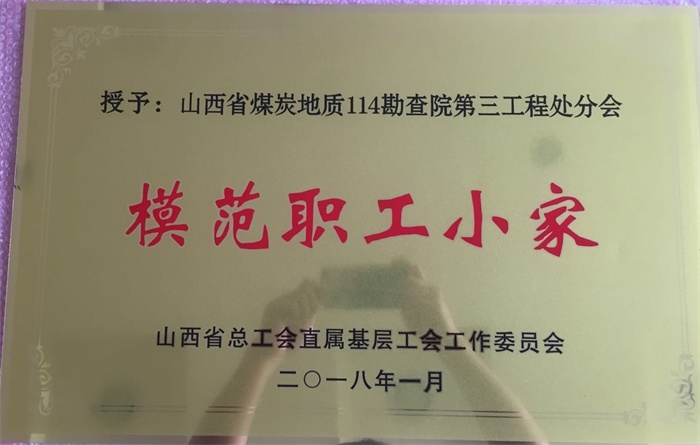 授予：山西省煤炭地质114勘查院第三工程处分会
模范职工小家
山西省总工会直属基层工会工作委员会
二〇一八年一月